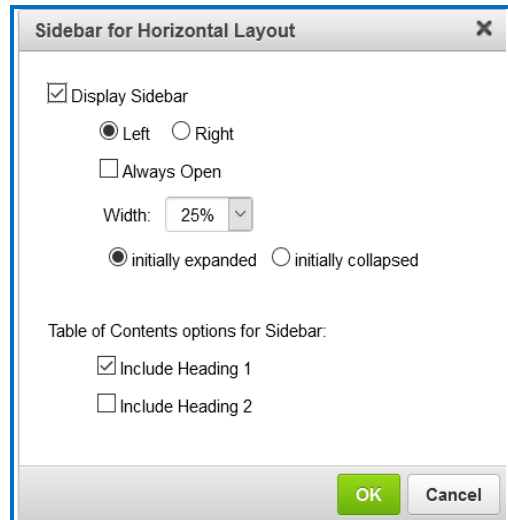 Sidebar for Horizontal Layout
Display Sidebar
Left Right
Always Open
Width: 25%
initially expanded initially collapsed
Table of Contents options for Sidebar:
Include Heading 1
Include Heading 2
OK Cancel